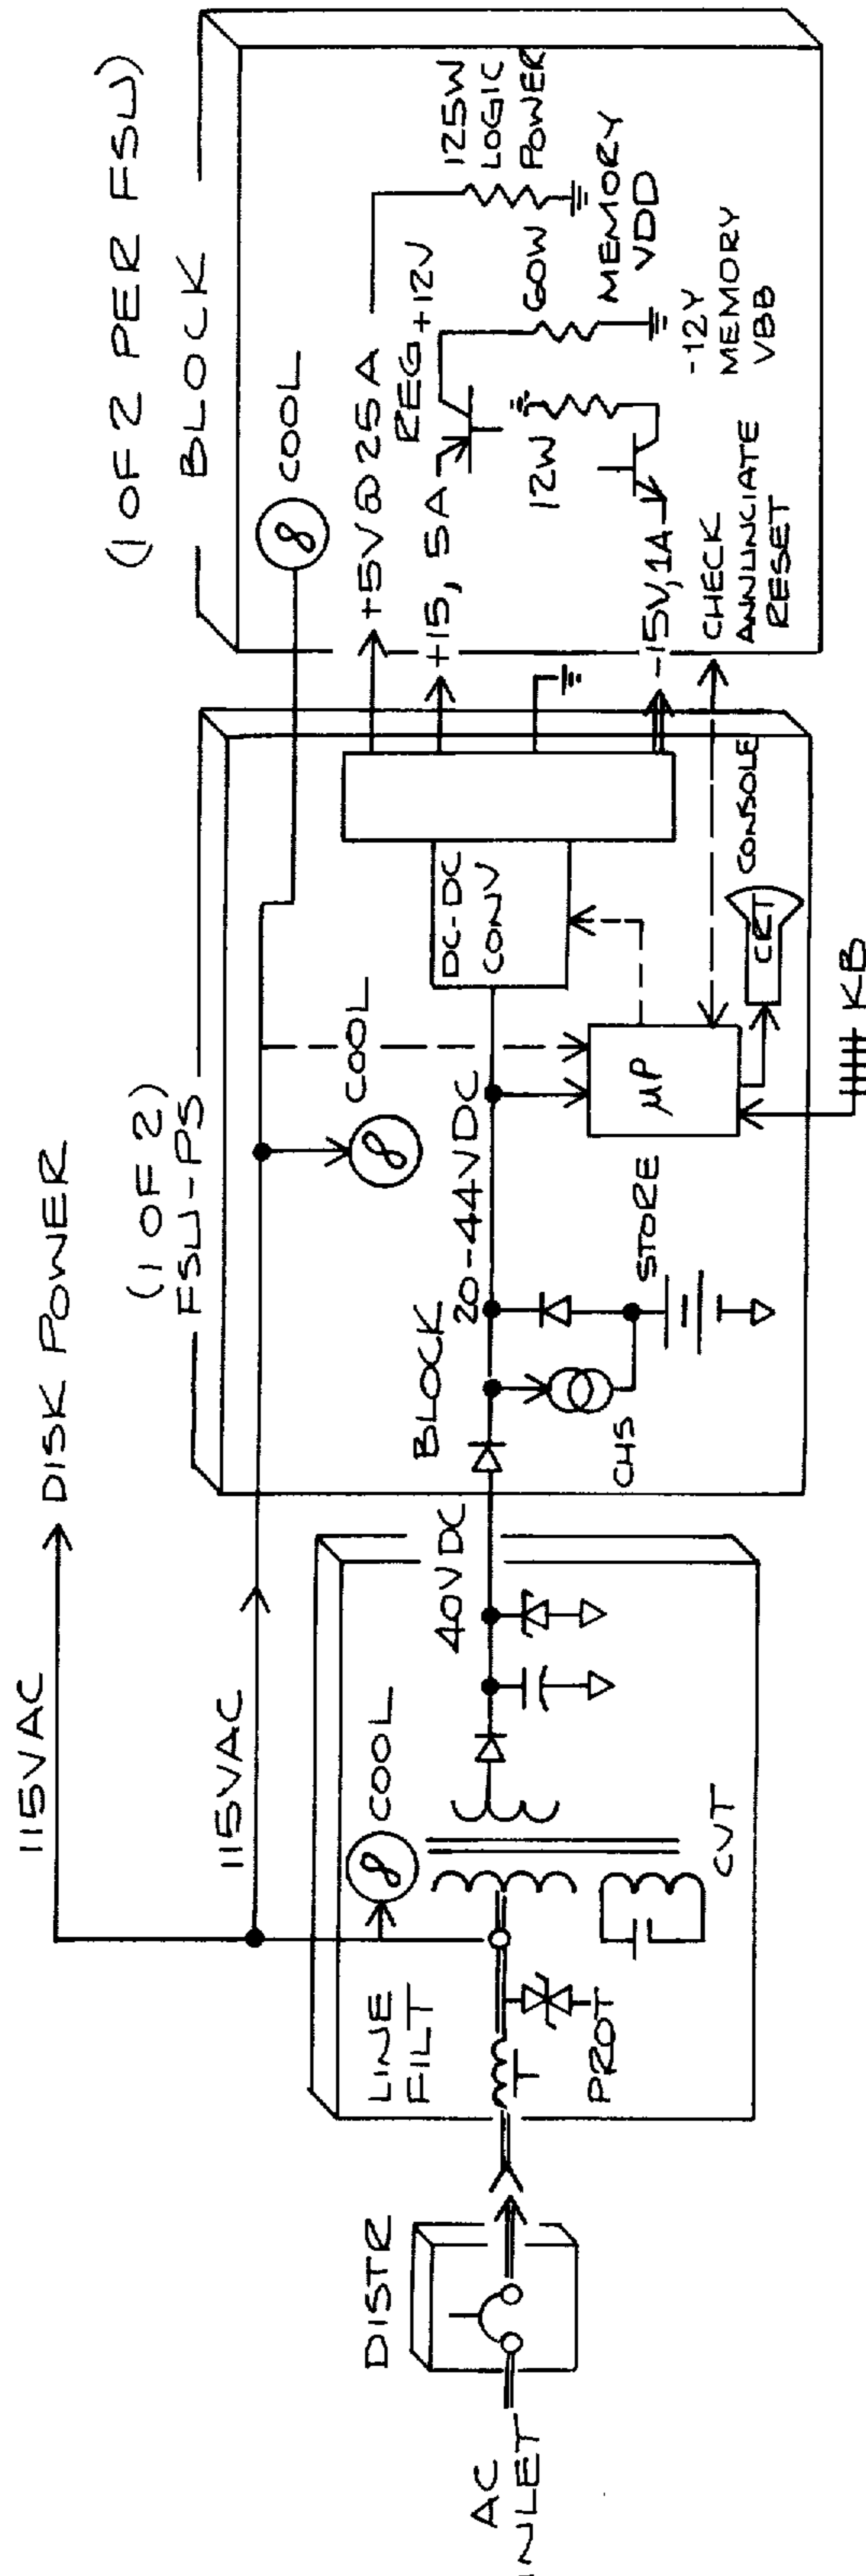 AC
INLET
DISTR
115VAC
DISK POWER
115VAC
LINE
FILT
PROT
COOL
CVT
40VDC
(1 OF 2)
FSU-PS
COOL
BLOCK
20-44VDC
CHS
STORE
μP
DC-DC
CONV
CRT
CONSOLE
KB
(1 OF 2 PER FSU)
BLOCK
COOL
+5V@25A
125W
LOGIC
POWER
+15, 5A
REG
+12V
60W
MEMORY
VDD
12W
-15V,1A
-12V
MEMORY
VBB
CHECK
ANNUNCIATE
RESET